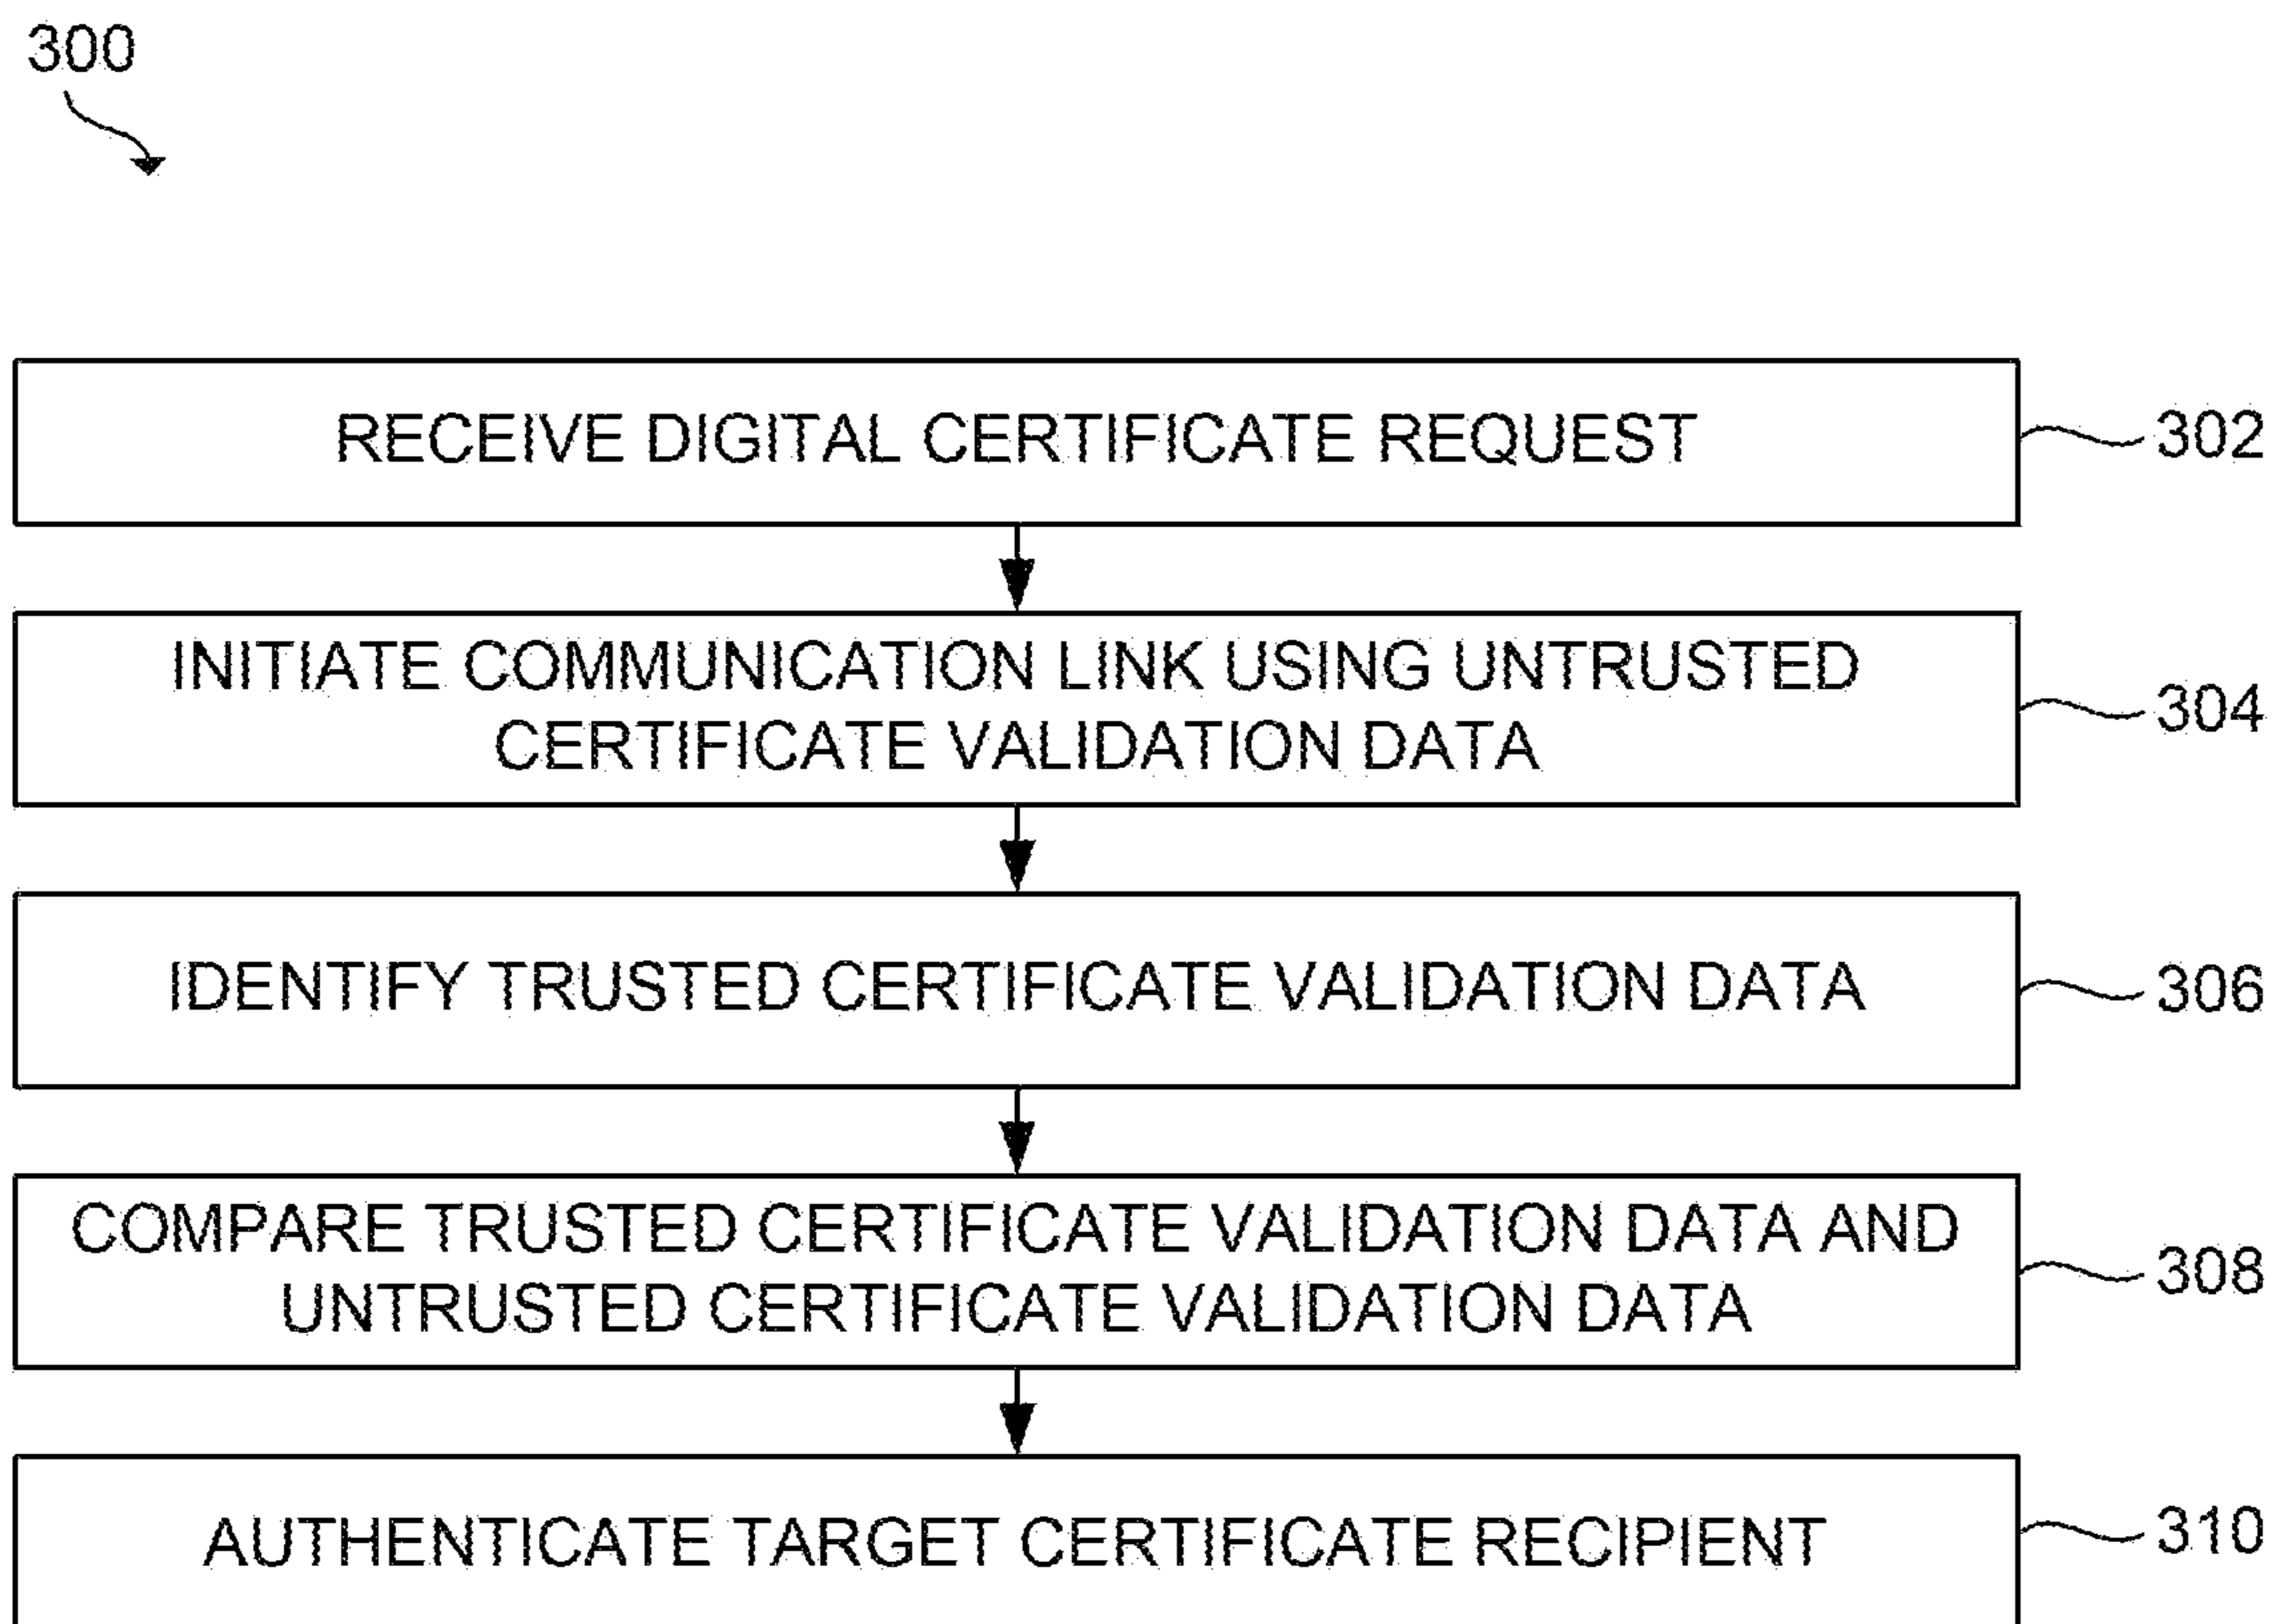 300
RECEIVE DIGITAL CERTIFICATE REQUEST
302
INITIATE COMMUNICATION LINK USING UNTRUSTED
CERTIFICATE VALIDATION DATA
304
IDENTIFY TRUSTED CERTIFICATE VALIDATION DATA
306
COMPARE TRUSTED CERTIFICATE VALIDATION DATA AND
UNTRUSTED CERTIFICATE VALIDATION DATA
308
AUTHENTICATE TARGET CERTIFICATE RECIPIENT
310